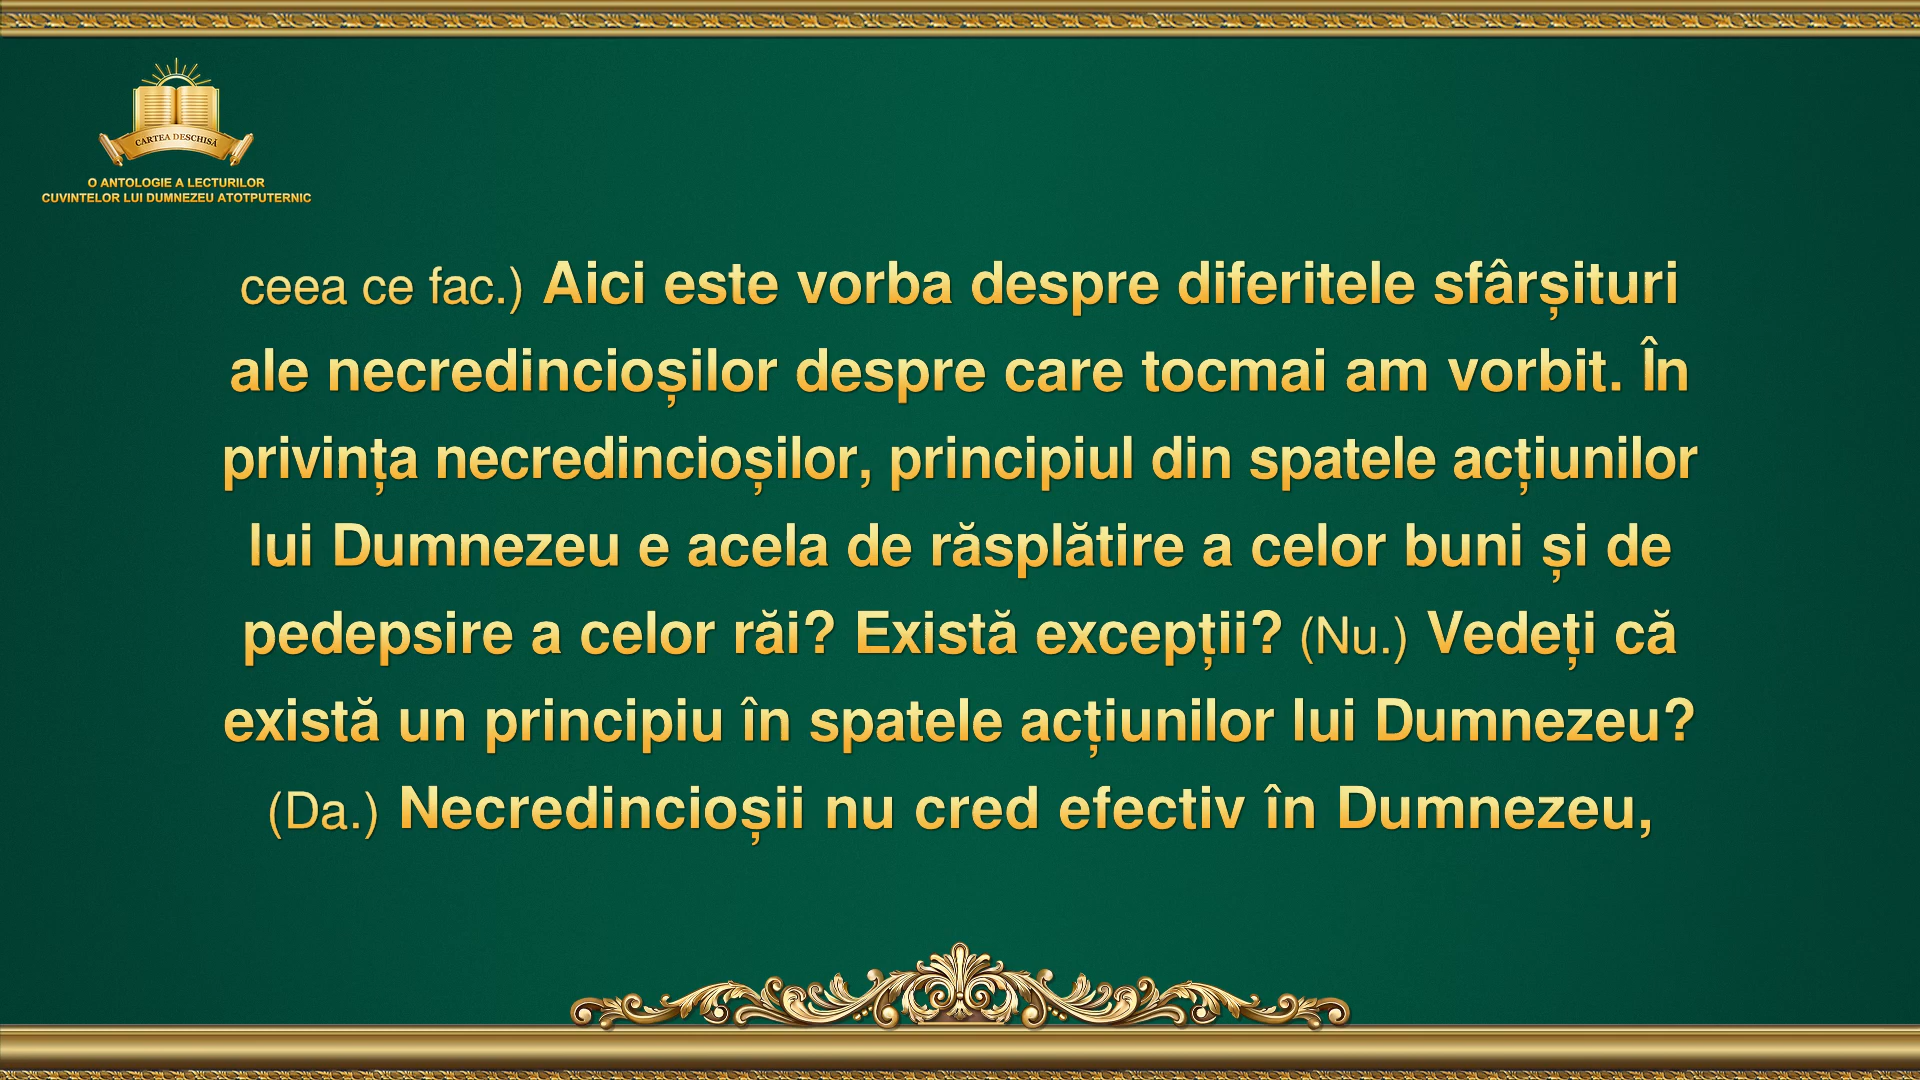 CARTEA DESCHISĂ
O ANTOLOGIE A LECTURILOR
CUVINTELOR LUI DUMNEZEU ATOTPUTERNIC
ceea ce fac.) Aici este vorba despre diferitele sfârșituri
ale necredincioșilor despre care tocmai am vorbit. În
privința necredincioșilor, principiul din spatele acțiunilor
lui Dumnezeu e acela de răsplătire a celor buni și de
pedepsire a celor răi? Există excepții? (Nu.) Vedeți că
există un principiu în spatele acțiunilor lui Dumnezeu?
(Da.) Necredincioșii nu cred efectiv în Dumnezeu,